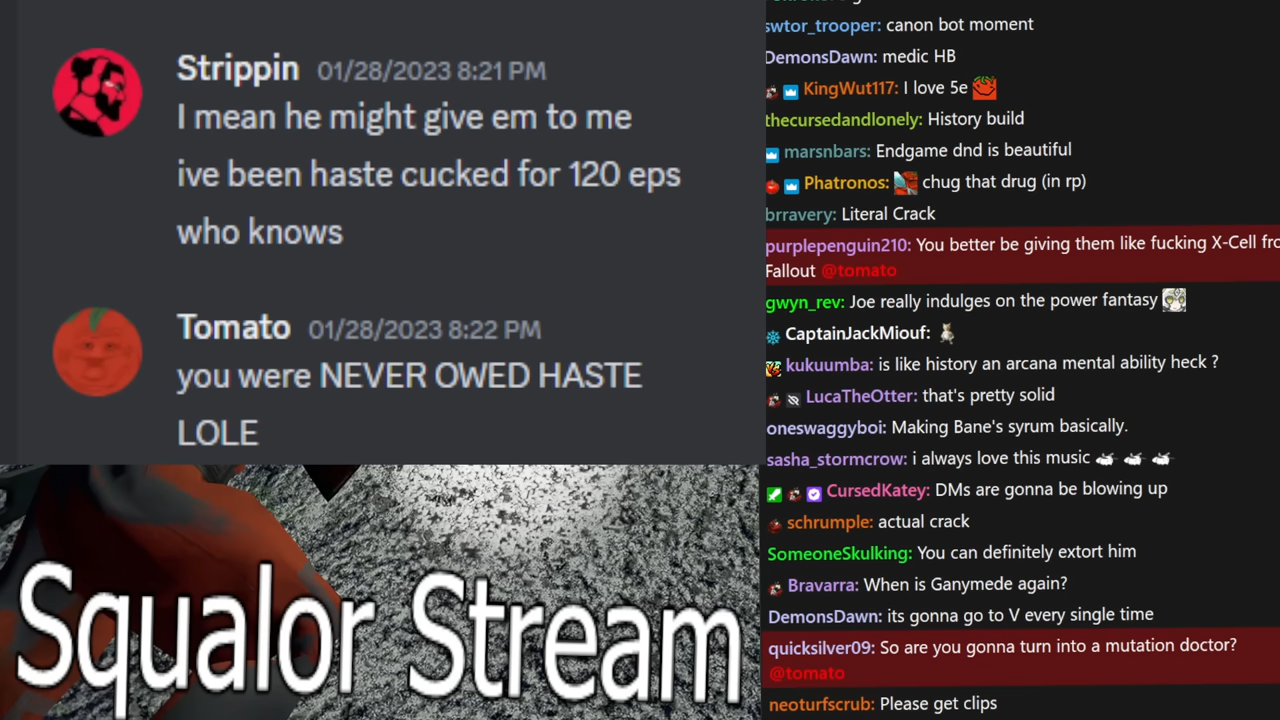 Strippin 01/28/2023 8:21 PM
I mean he might give em to me
ive been haste cucked for 120 eps
who knows
Tomato 01/28/2023 8:22 PM
you were NEVER OWED HASTE
LOLE
Squalor Stream
swtor_trooper: canon bot moment
DemonsDawn: medic HB
KingWut117: I love 5e
thecursedandlonely: History build
marsnbars: Endgame dnd is beautiful
Phatronos: chug that drug (in rp)
brravery: Literal Crack
purplepenguin210: You better be giving them like fucking X-Cell fro
Fallout @tomato
gwyn_rev: Joe really indulges on the power fantasy
CaptainJackMiouf:
kukuumba: is like history an arcana mental ability heck ?
LucaTheOtter: that's pretty solid
oneswaggyboi: Making Bane's syrum basically.
sasha_stormcrow: i always love this music
CursedKatey: DMs are gonna be blowing up
schrumple: actual crack
SomeoneSkulking: You can definitely extort him
Bravarra: When is Ganymede again?
DemonsDawn: its gonna go to V every single time
quicksilver09: So are you gonna turn into a mutation doctor?
@tomato
neoturfscrub: Please get clips